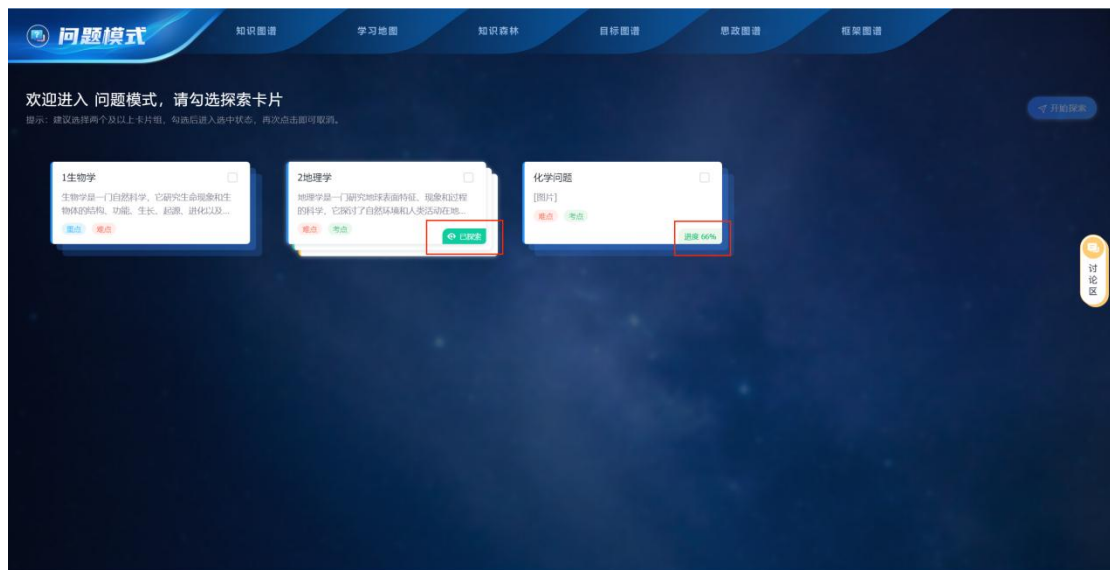 问题模式
知识图谱
学习地图
知识森林
目标图谱
思政图谱
框架图谱
欢迎进入 问题模式，请勾选探索卡片
提示：建议选择两个及以上卡片组，勾选后进入选中状态，再次点击即可取消。
开始探索
1生物学
生物学是一门自然科学，它研究生命现象和生
物体的结构、功能、生长、起源、进化以及...
重点 难点
2地理学
地理学是一门研究地球表面特征、现象和过程
的科学，它探讨了自然环境和人类活动在地...
难点 考点
已探索
化学问题
[图片]
难点 考点
进度 66%
讨论区